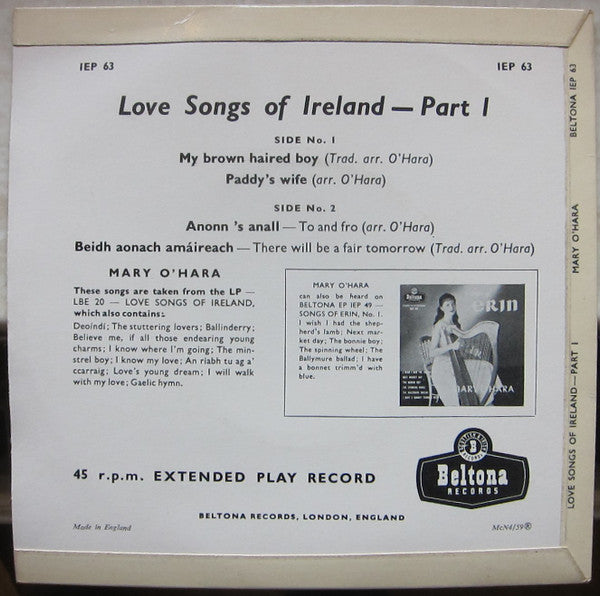 IEP 63
IEP 63
Love Songs of Ireland — Part 1
SIDE No. 1
My brown haired boy (Trad. arr. O'Hara)
Paddy's wife (arr. O'Hara)
SIDE No. 2
Anonn 's anall — To and fro (arr. O'Hara)
Beidh aonach amáireach — There will be a fair tomorrow (Trad. arr. O'Hara)
MARY O'HARA
These songs are taken from the LP —
LBE 20 — LOVE SONGS OF IRELAND,
which also contains:
Deoindí; The stuttering lovers; Ballinderry;
Believe me, if all those endearing young
charms; I know where I'm going; The min-
strel boy; I know my love; An riabh tu ag a'
ccarraig; Love's young dream; I will walk
with my love; Gaelic hymn.
MARY O'HARA
can also be heard on
BELTONA EP IEP 49 —
SONGS OF ERIN, No. 1.
I wish I had the shep-
herd's lamb; Next mar-
ket day; The bonnie boy;
The spinning wheel; The
Ballymure ballad; I have
a bonnet trimm'd with
blue.
Beltona
ERIN
MARY O'HARA
45 r.p.m. EXTENDED PLAY RECORD
B
Beltona
RECORDS
BELTONA RECORDS, LONDON, ENGLAND
Made in England
McN4/59®
BELTONA IEP 63
MARY O'HARA
LOVE SONGS OF IRELAND—PART 1